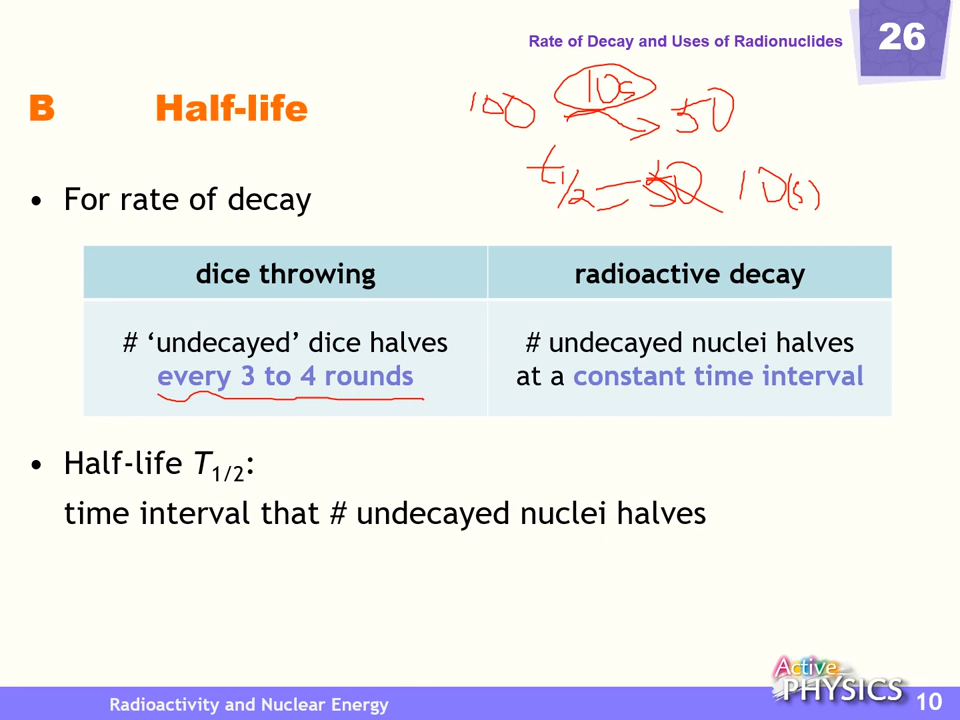 Rate of Decay and Uses of Radionuclides 26
B Half-life
100 10s 50
t1/2 = 50 10(s)
• For rate of decay
dice throwing radioactive decay
# ‘undecayed’ dice halves # undecayed nuclei halves
every 3 to 4 rounds at a constant time interval
• Half-life T1/2:
time interval that # undecayed nuclei halves
Active
PHYSICS
Radioactivity and Nuclear Energy 10